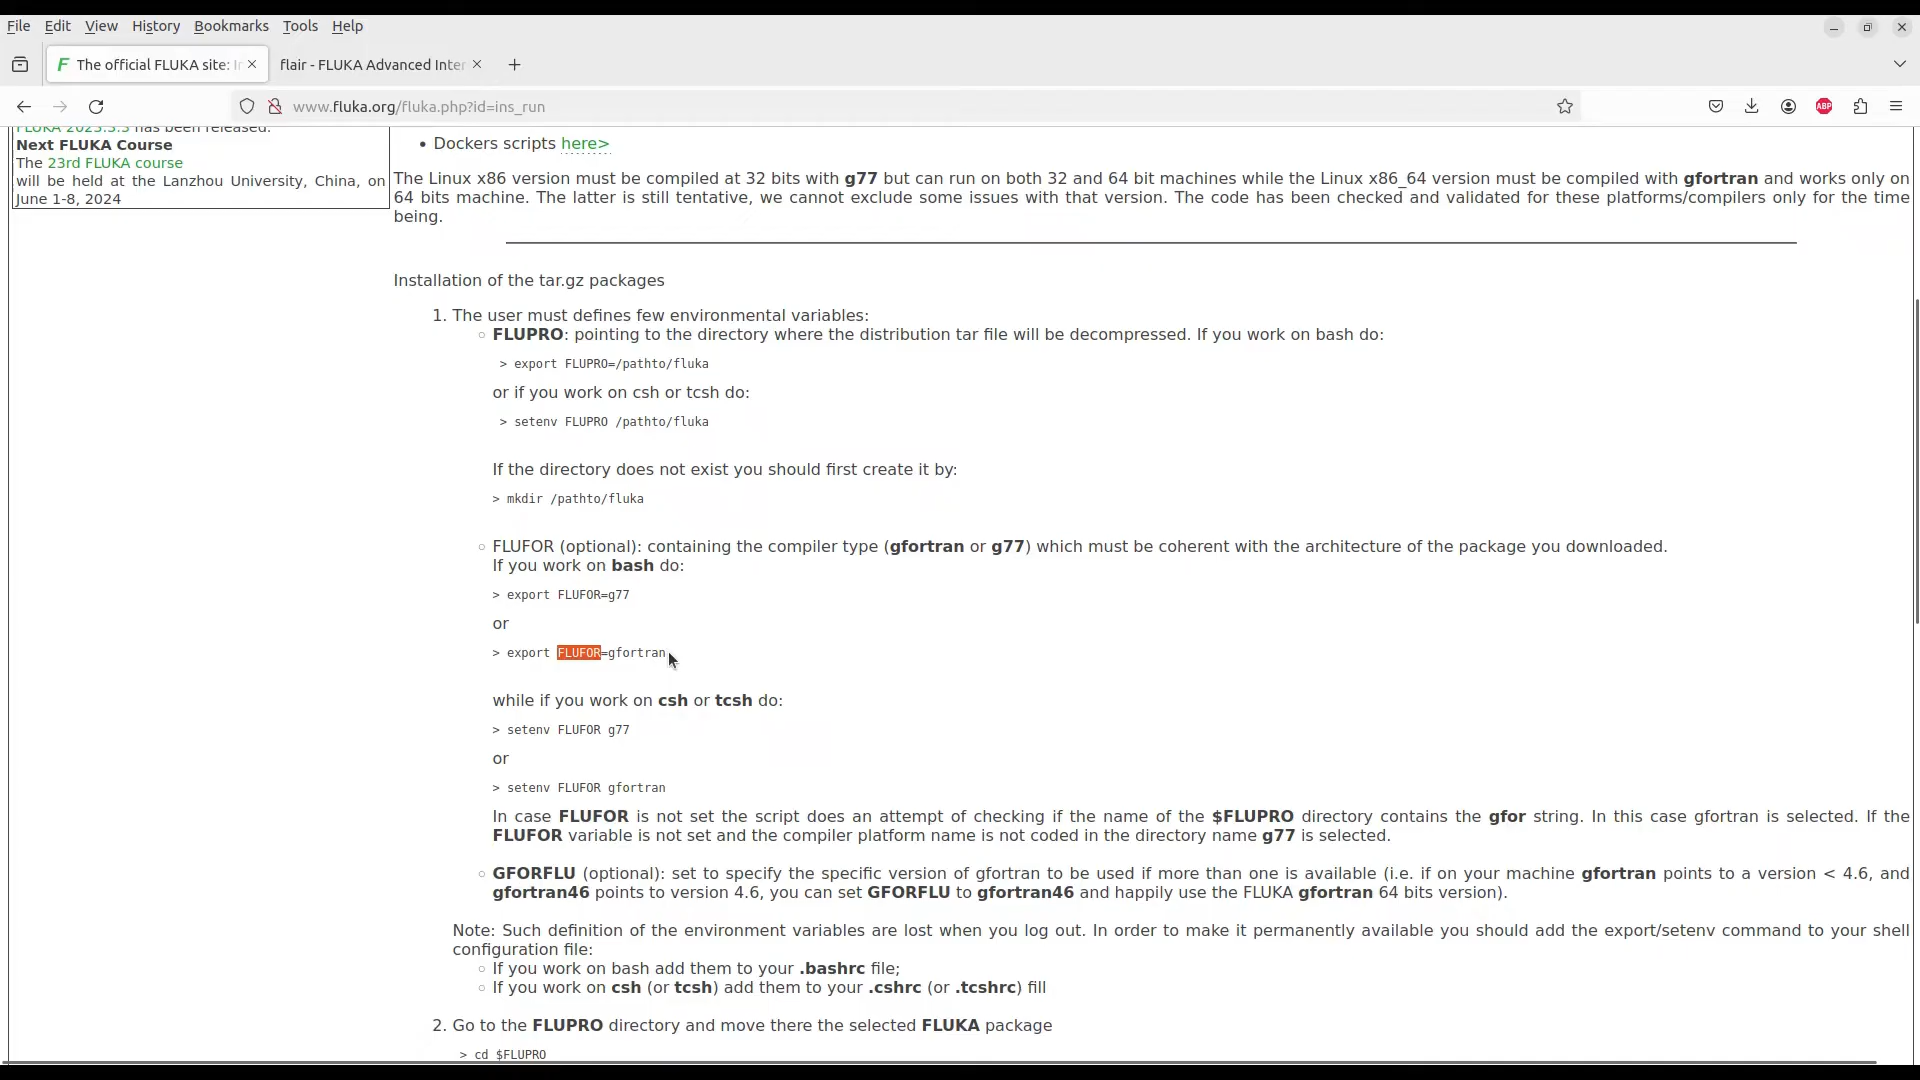 File Edit View History Bookmarks Tools Help
The official FLUKA site: In
flair - FLUKA Advanced Inter
www.fluka.org/fluka.php?id=ins_run
ABP
FLUKA 2023.3.3 has been released.
Next FLUKA Course
The 23rd FLUKA course
will be held at the Lanzhou University, China, on
June 1-8, 2024
• Dockers scripts here>
The Linux x86 version must be compiled at 32 bits with g77 but can run on both 32 and 64 bit machines while the Linux x86_64 version must be compiled with gfortran and works only on
64 bits machine. The latter is still tentative, we cannot exclude some issues with that version. The code has been checked and validated for these platforms/compilers only for the time
being.
Installation of the tar.gz packages
1. The user must defines few environmental variables:
FLUPRO: pointing to the directory where the distribution tar file will be decompressed. If you work on bash do:
> export FLUPRO=/pathto/fluka
or if you work on csh or tcsh do:
> setenv FLUPRO /pathto/fluka
If the directory does not exist you should first create it by:
> mkdir /pathto/fluka
FLUFOR (optional): containing the compiler type (gfortran or g77) which must be coherent with the architecture of the package you downloaded.
If you work on bash do:
> export FLUFOR=g77
or
> export FLUFOR=gfortran
while if you work on csh or tcsh do:
> setenv FLUFOR g77
or
> setenv FLUFOR gfortran
In case FLUFOR is not set the script does an attempt of checking if the name of the $FLUPRO directory contains the gfor string. In this case gfortran is selected. If the
FLUFOR variable is not set and the compiler platform name is not coded in the directory name g77 is selected.
GFORFLU (optional): set to specify the specific version of gfortran to be used if more than one is available (i.e. if on your machine gfortran points to a version < 4.6, and
gfortran46 points to version 4.6, you can set GFORFLU to gfortran46 and happily use the FLUKA gfortran 64 bits version).
Note: Such definition of the environment variables are lost when you log out. In order to make it permanently available you should add the export/setenv command to your shell
configuration file:
If you work on bash add them to your .bashrc file;
If you work on csh (or tcsh) add them to your .cshrc (or .tcshrc) fill
2. Go to the FLUPRO directory and move there the selected FLUKA package
> cd $FLUPRO